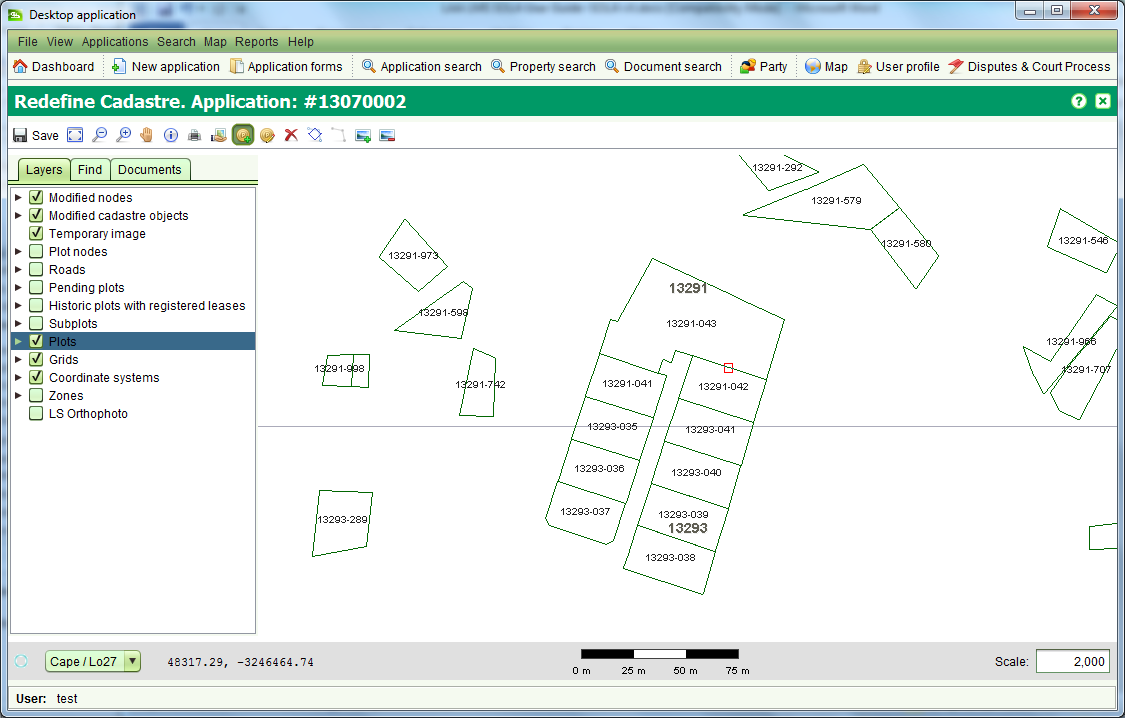 Desktop application
File View Applications Search Map Reports Help
Dashboard New application Application forms Application search Property search Document search Party Map User profile Disputes & Court Process
Redefine Cadastre. Application: #13070002
Save
Layers Find Documents
Modified nodes
Modified cadastre objects
Temporary image
Plot nodes
Roads
Pending plots
Historic plots with registered leases
Subplots
Plots
Grids
Coordinate systems
Zones
LS Orthophoto
13291-292
13291-579
13291-580
13291-546
13291-973
13291
13291-598
13291-043
13291-966
13291-998
13291-707
13291-742
13291-041
13291-042
13293-035
13293-041
13293-036
13293-040
13293-037
13293-039
13293-289
13293
13293-038
Cape / Lo27 48317.29, -3246464.74
0 m 25 m 50 m 75 m
Scale: 2,000
User: test